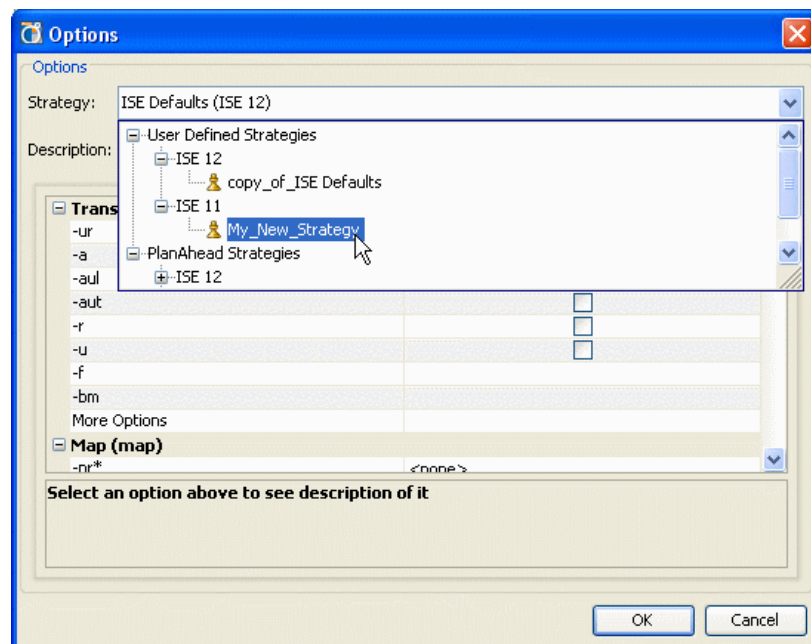 Options
Options
Strategy: ISE Defaults (ISE 12)
Description:
User Defined Strategies
ISE 12
copy_of_ISE Defaults
ISE 11
My_New_Strategy
PlanAhead Strategies
ISE 12
Trans
-ur
-a
-aul
-aut
-r
-u
-f
-bm
More Options
Map (map)
-pr* <none>
Select an option above to see description of it
OK Cancel